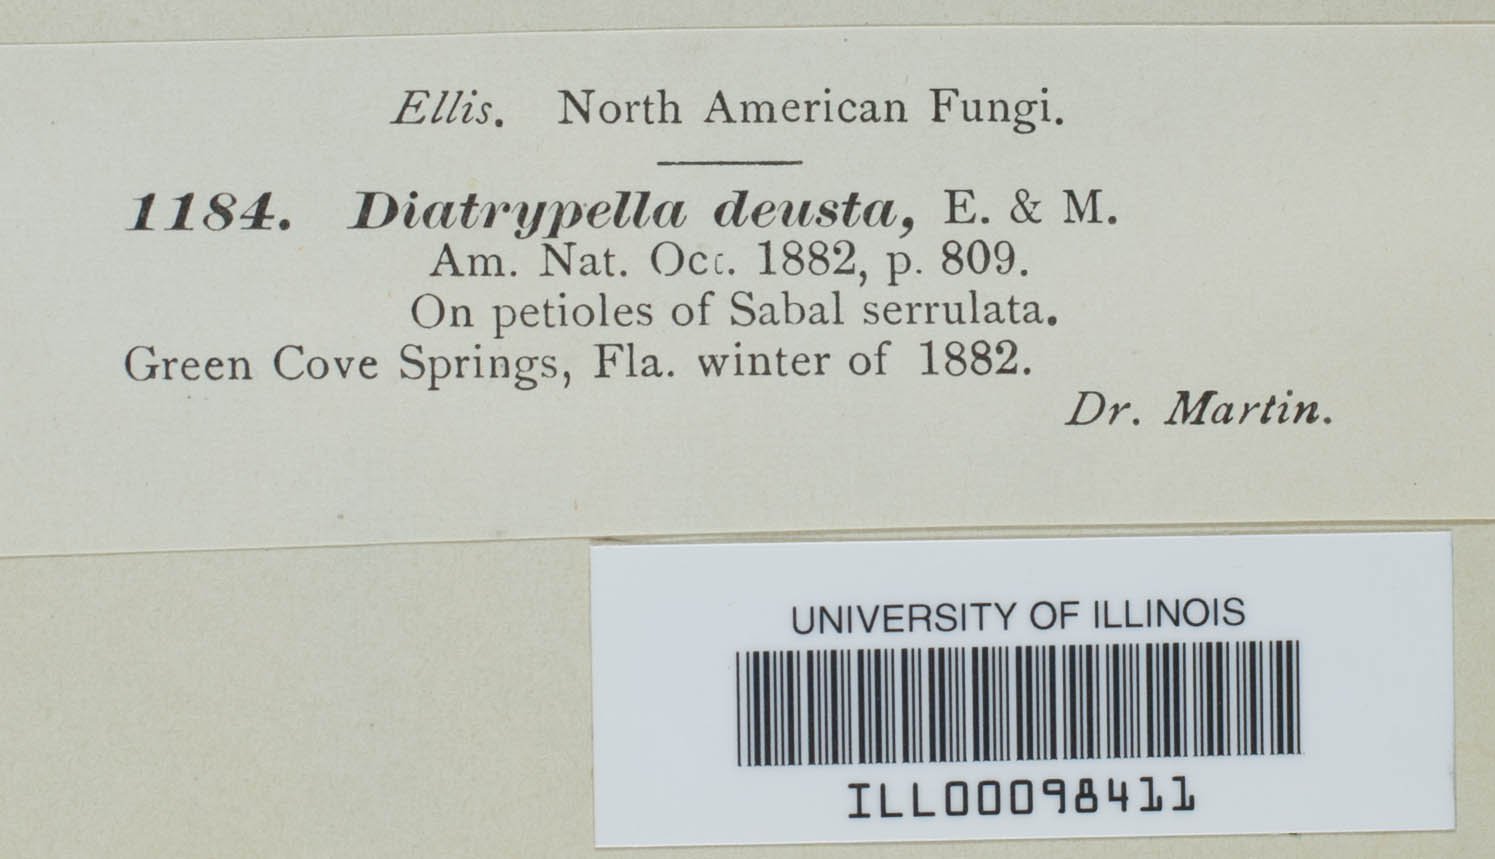 Ellis. North American Fungi.
1184. Diatrypella deusta, E. & M.
Am. Nat. Occ. 1882, p. 809.
On petioles of Sabal serrulata.
Green Cove Springs, Fla. winter of 1882.
Dr. Martin.
UNIVERSITY OF ILLINOIS
ILL00098411